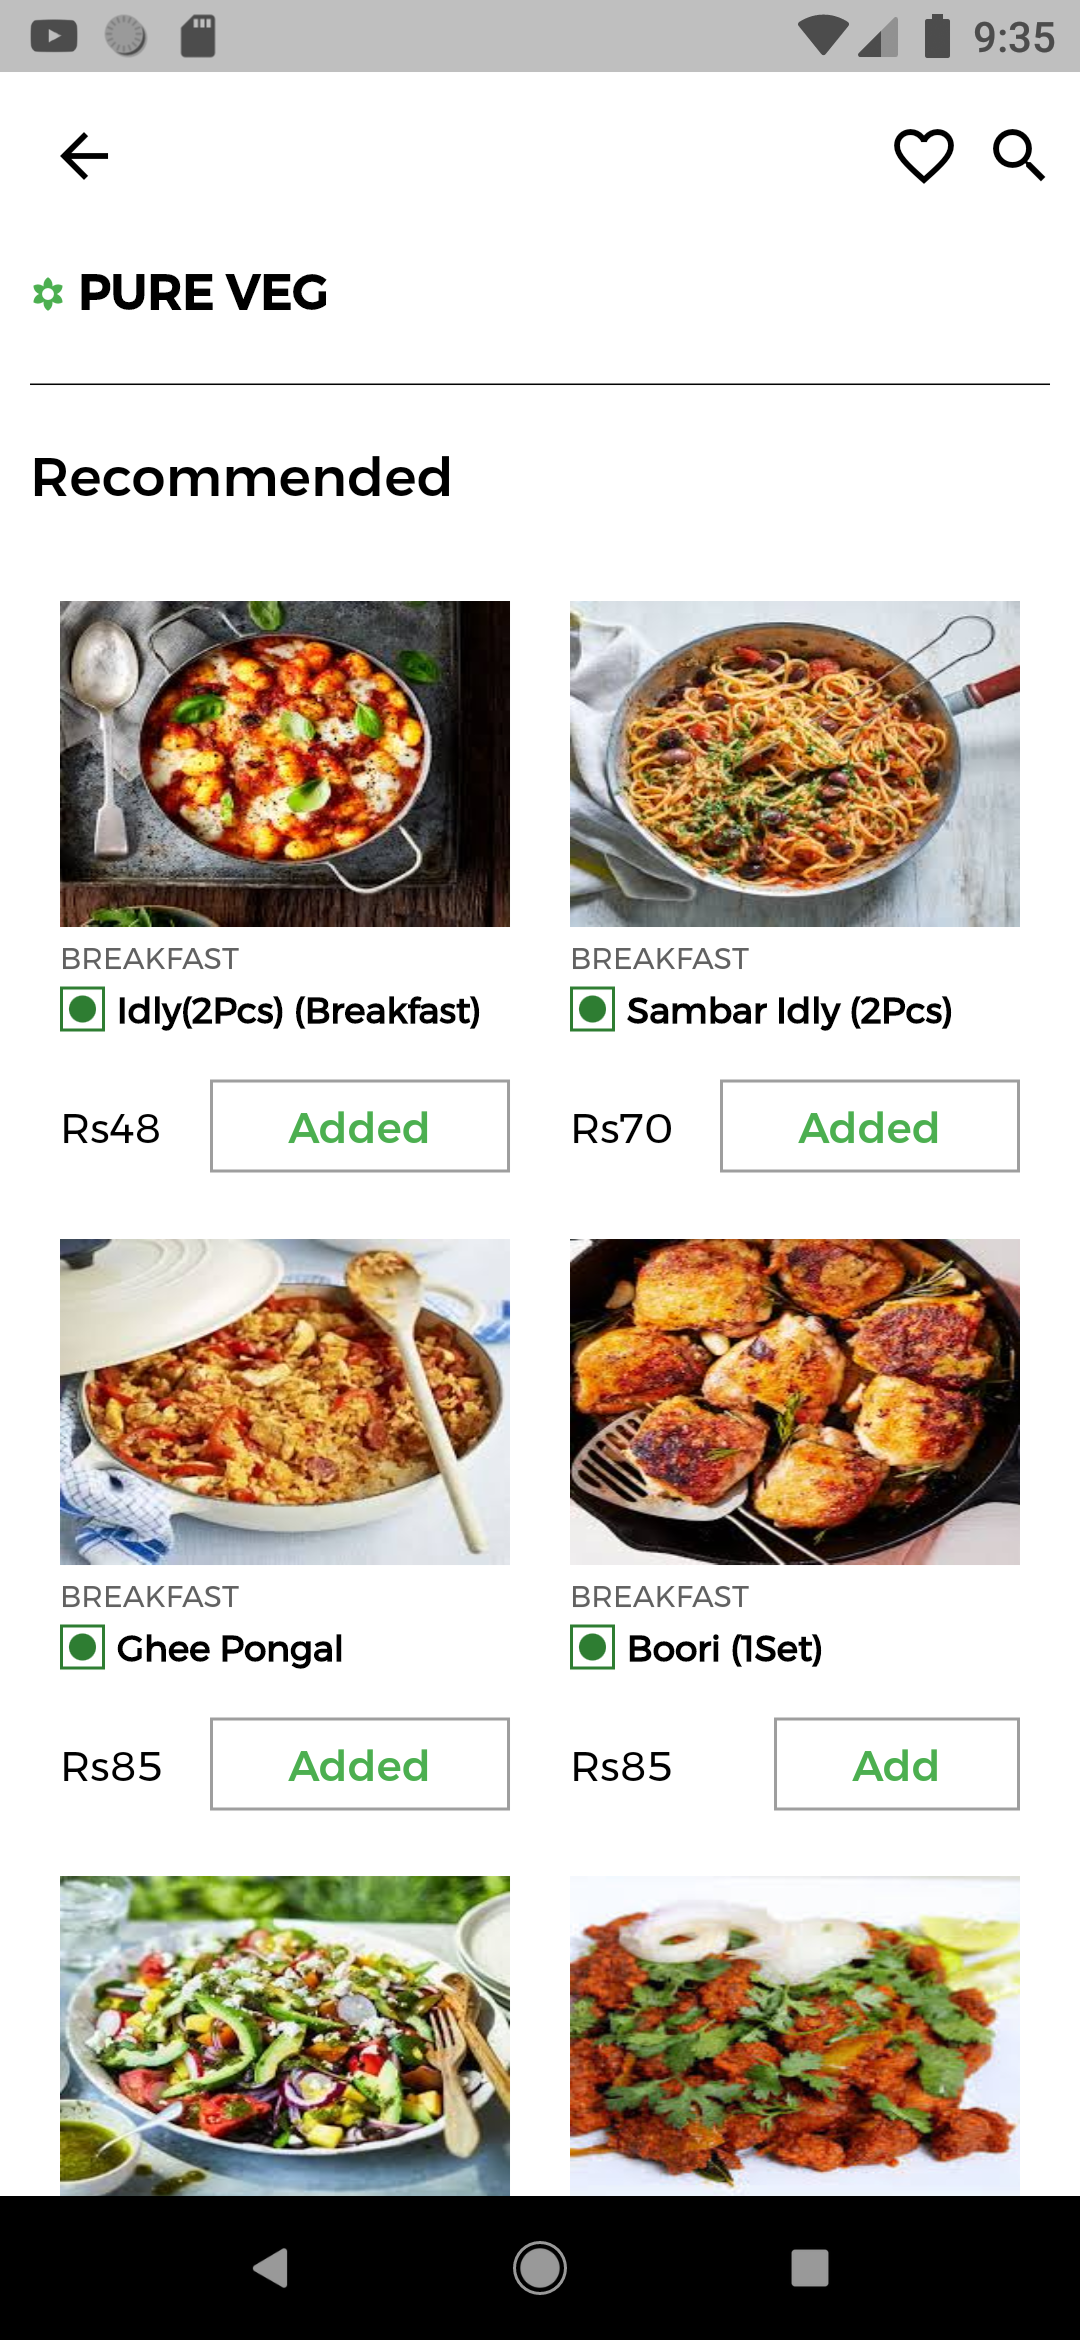 9:35
PURE VEG
Recommended
BREAKFAST
Idly(2Pcs) (Breakfast)
Rs48
Added
BREAKFAST
Sambar Idly (2Pcs)
Rs70
Added
BREAKFAST
Ghee Pongal
Rs85
Added
BREAKFAST
Boori (1Set)
Rs85
Add